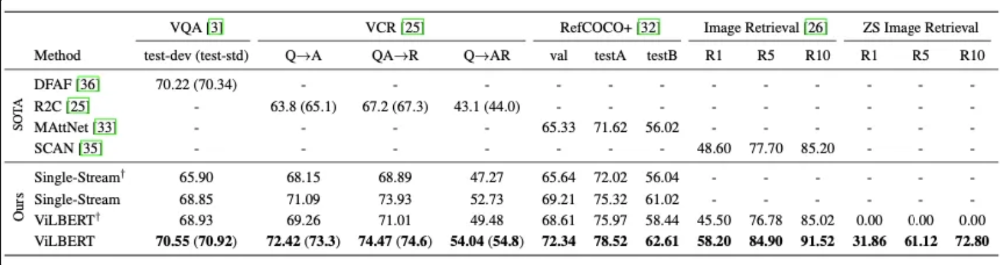 VQA [3] VCR [25] RefCOCO+ [32] Image Retrieval [26] ZS Image Retrieval
Method test-dev (test-std) Q→A QA→R Q→AR val testA testB R1 R5 R10 R1 R5 R10
SOTA
DFAF [36] 70.22 (70.34) - - - - - - - - - - - -
R2C [25] - 63.8 (65.1) 67.2 (67.3) 43.1 (44.0) - - - - - - - - -
MAttNet [33] - - - - 65.33 71.62 56.02 - - - - - -
SCAN [35] - - - - - - - 48.60 77.70 85.20 - - -
Ours
Single-Stream† 65.90 68.15 68.89 47.27 65.64 72.02 56.04 - - - - - -
Single-Stream 68.85 71.09 73.93 52.73 69.21 75.32 61.02 - - - - - -
ViLBERT† 68.93 69.26 71.01 49.48 68.61 75.97 58.44 45.50 76.78 85.02 0.00 0.00 0.00
ViLBERT 70.55 (70.92) 72.42 (73.3) 74.47 (74.6) 54.04 (54.8) 72.34 78.52 62.61 58.20 84.90 91.52 31.86 61.12 72.80